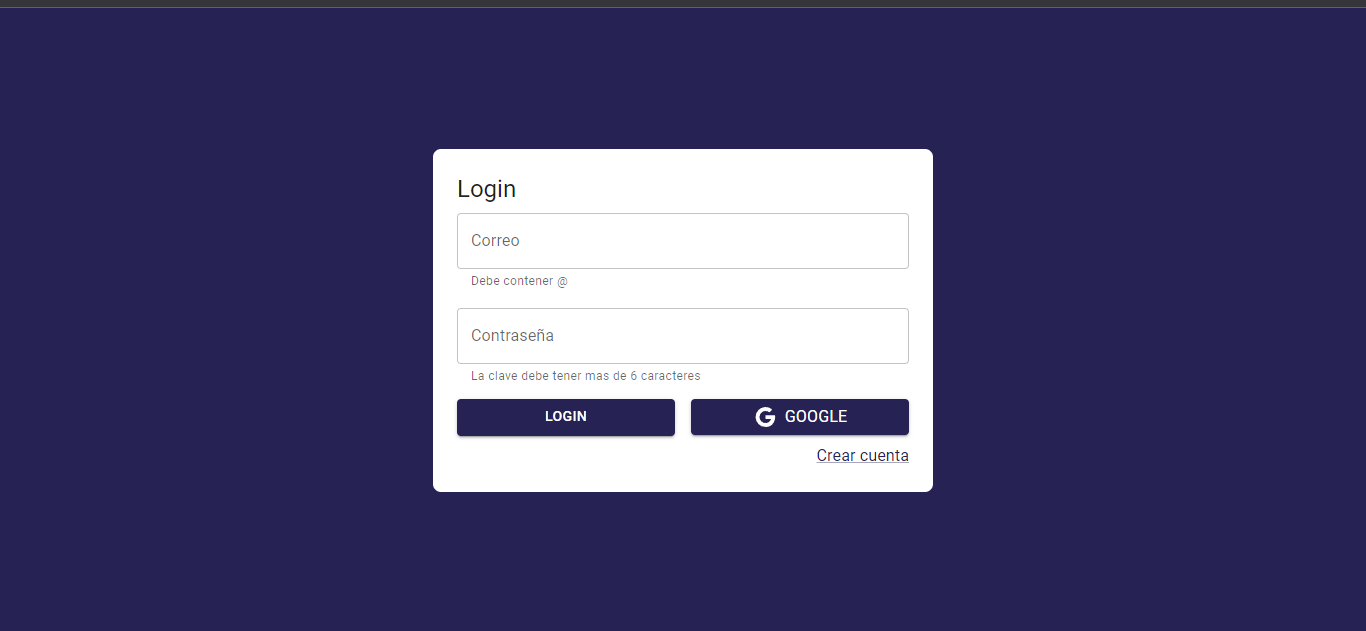 Login
Correo
Debe contener @
Contraseña
La clave debe tener mas de 6 caracteres
LOGIN
GOOGLE
Crear cuenta